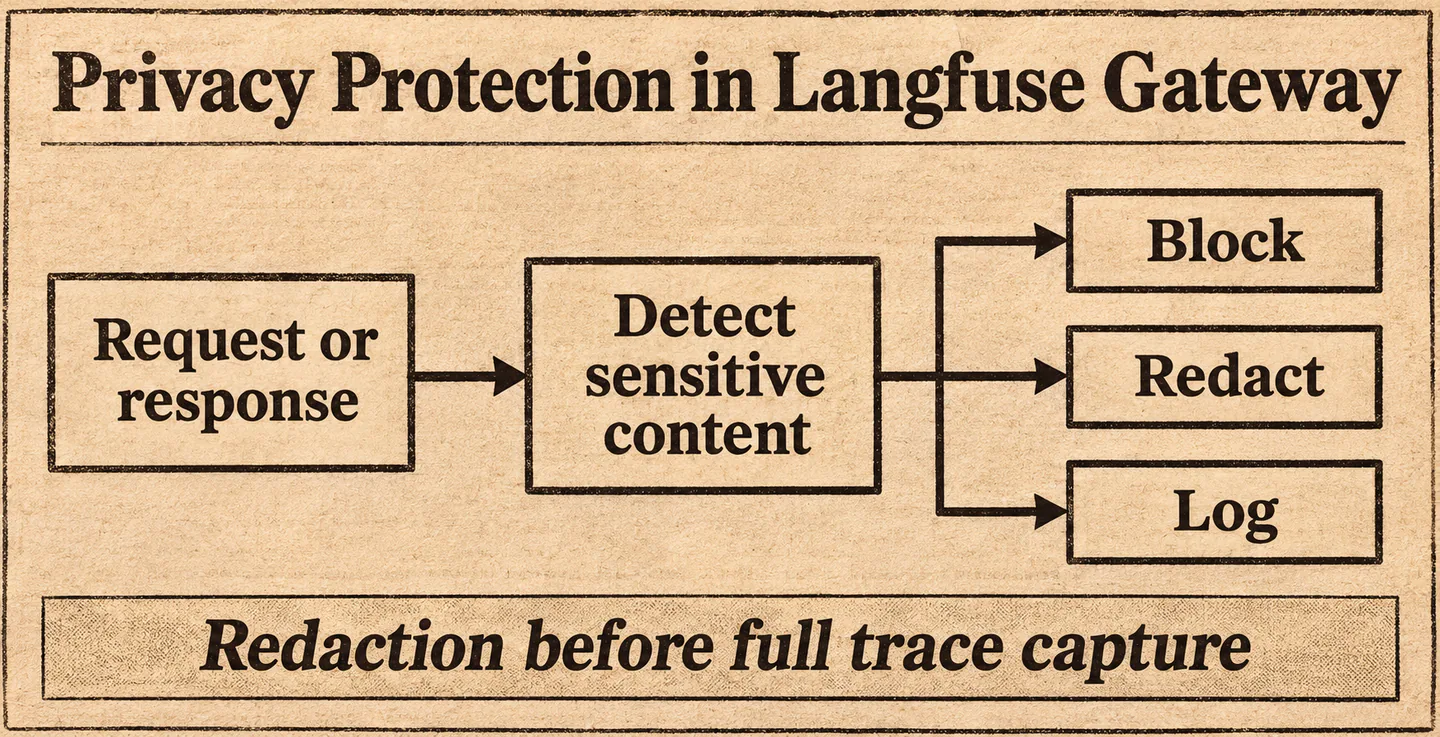 Privacy Protection in Langfuse Gateway
Request or
response
Detect
sensitive
content
Block
Redact
Log
Redaction before full trace capture